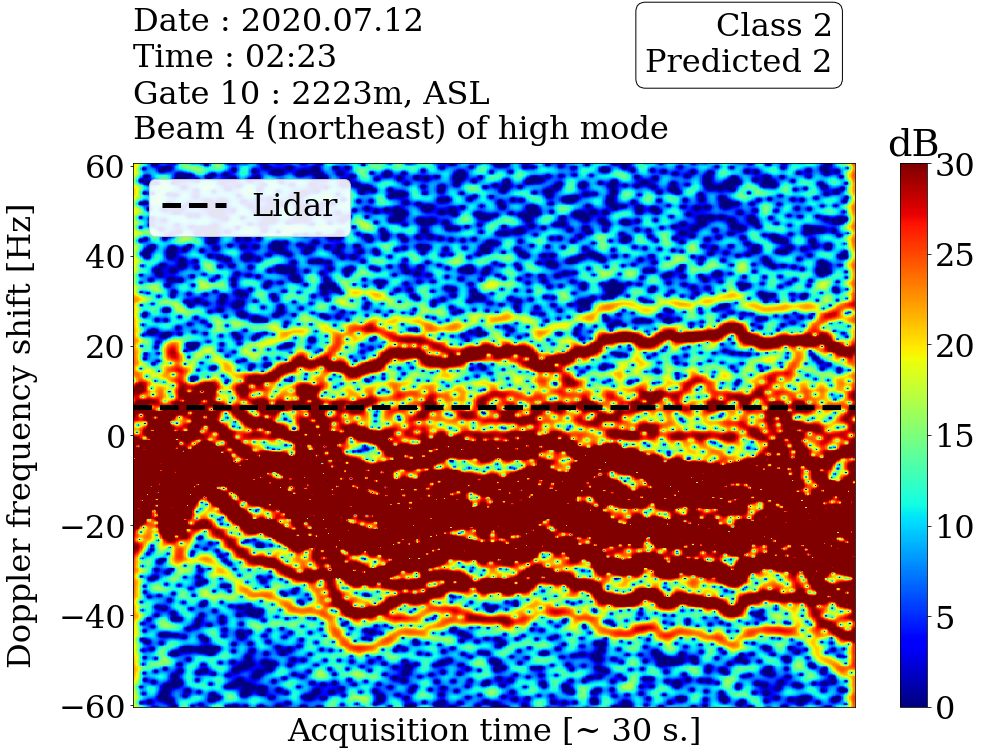 Date : 2020.07.12
Time : 02:23
Gate 10 : 2223m, ASL
Beam 4 (northeast) of high mode
Class 2
Predicted 2
dB
Lidar
Doppler frequency shift [Hz]
60
40
20
0
−20
−40
−60
30
25
20
15
10
5
0
Acquisition time [~ 30 s.]